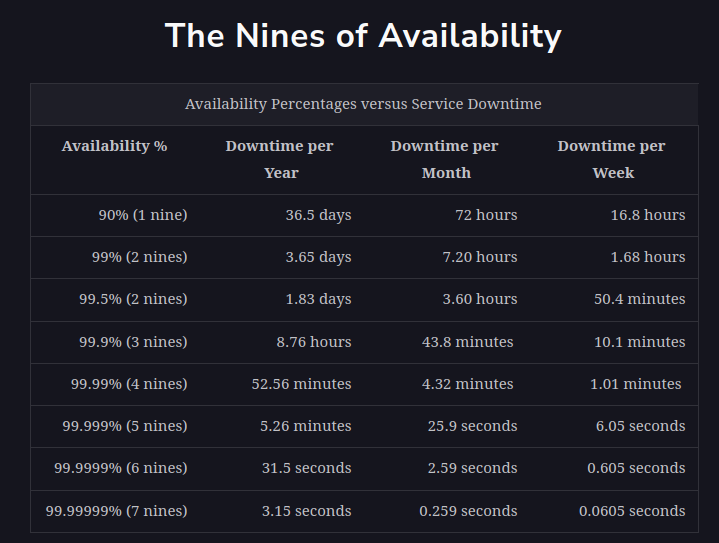 The Nines of Availability
Availability Percentages versus Service Downtime
Availability % Downtime per Year Downtime per Month Downtime per Week
90% (1 nine) 36.5 days 72 hours 16.8 hours
99% (2 nines) 3.65 days 7.20 hours 1.68 hours
99.5% (2 nines) 1.83 days 3.60 hours 50.4 minutes
99.9% (3 nines) 8.76 hours 43.8 minutes 10.1 minutes
99.99% (4 nines) 52.56 minutes 4.32 minutes 1.01 minutes
99.999% (5 nines) 5.26 minutes 25.9 seconds 6.05 seconds
99.9999% (6 nines) 31.5 seconds 2.59 seconds 0.605 seconds
99.99999% (7 nines) 3.15 seconds 0.259 seconds 0.0605 seconds